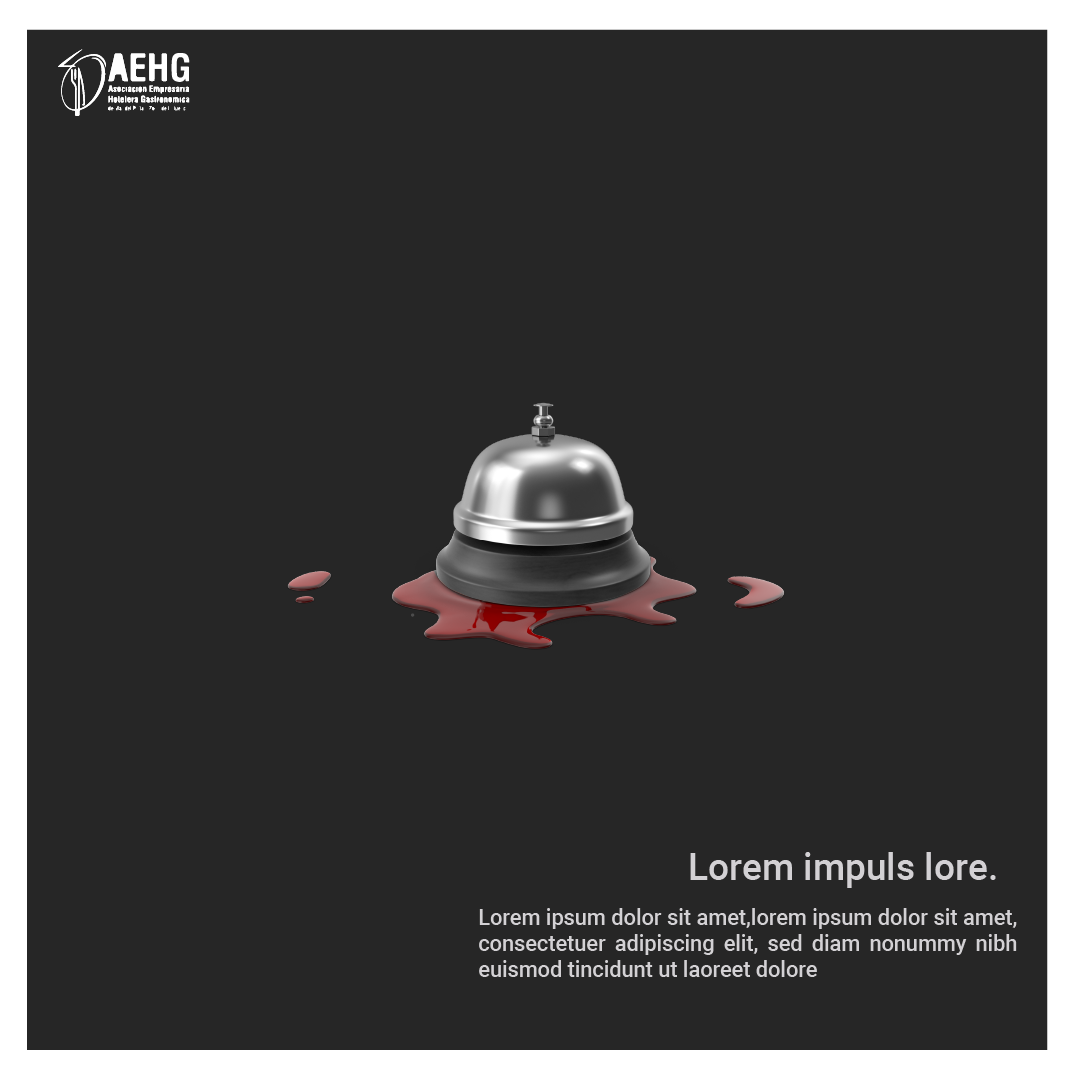 AEHG
Asociacion Empresaria
Hotelera Gastronomica
Lorem impuls lore.
Lorem ipsum dolor sit amet,lorem ipsum dolor sit amet,
consectetuer adipiscing elit, sed diam nonummy nibh
euismod tincidunt ut laoreet dolore